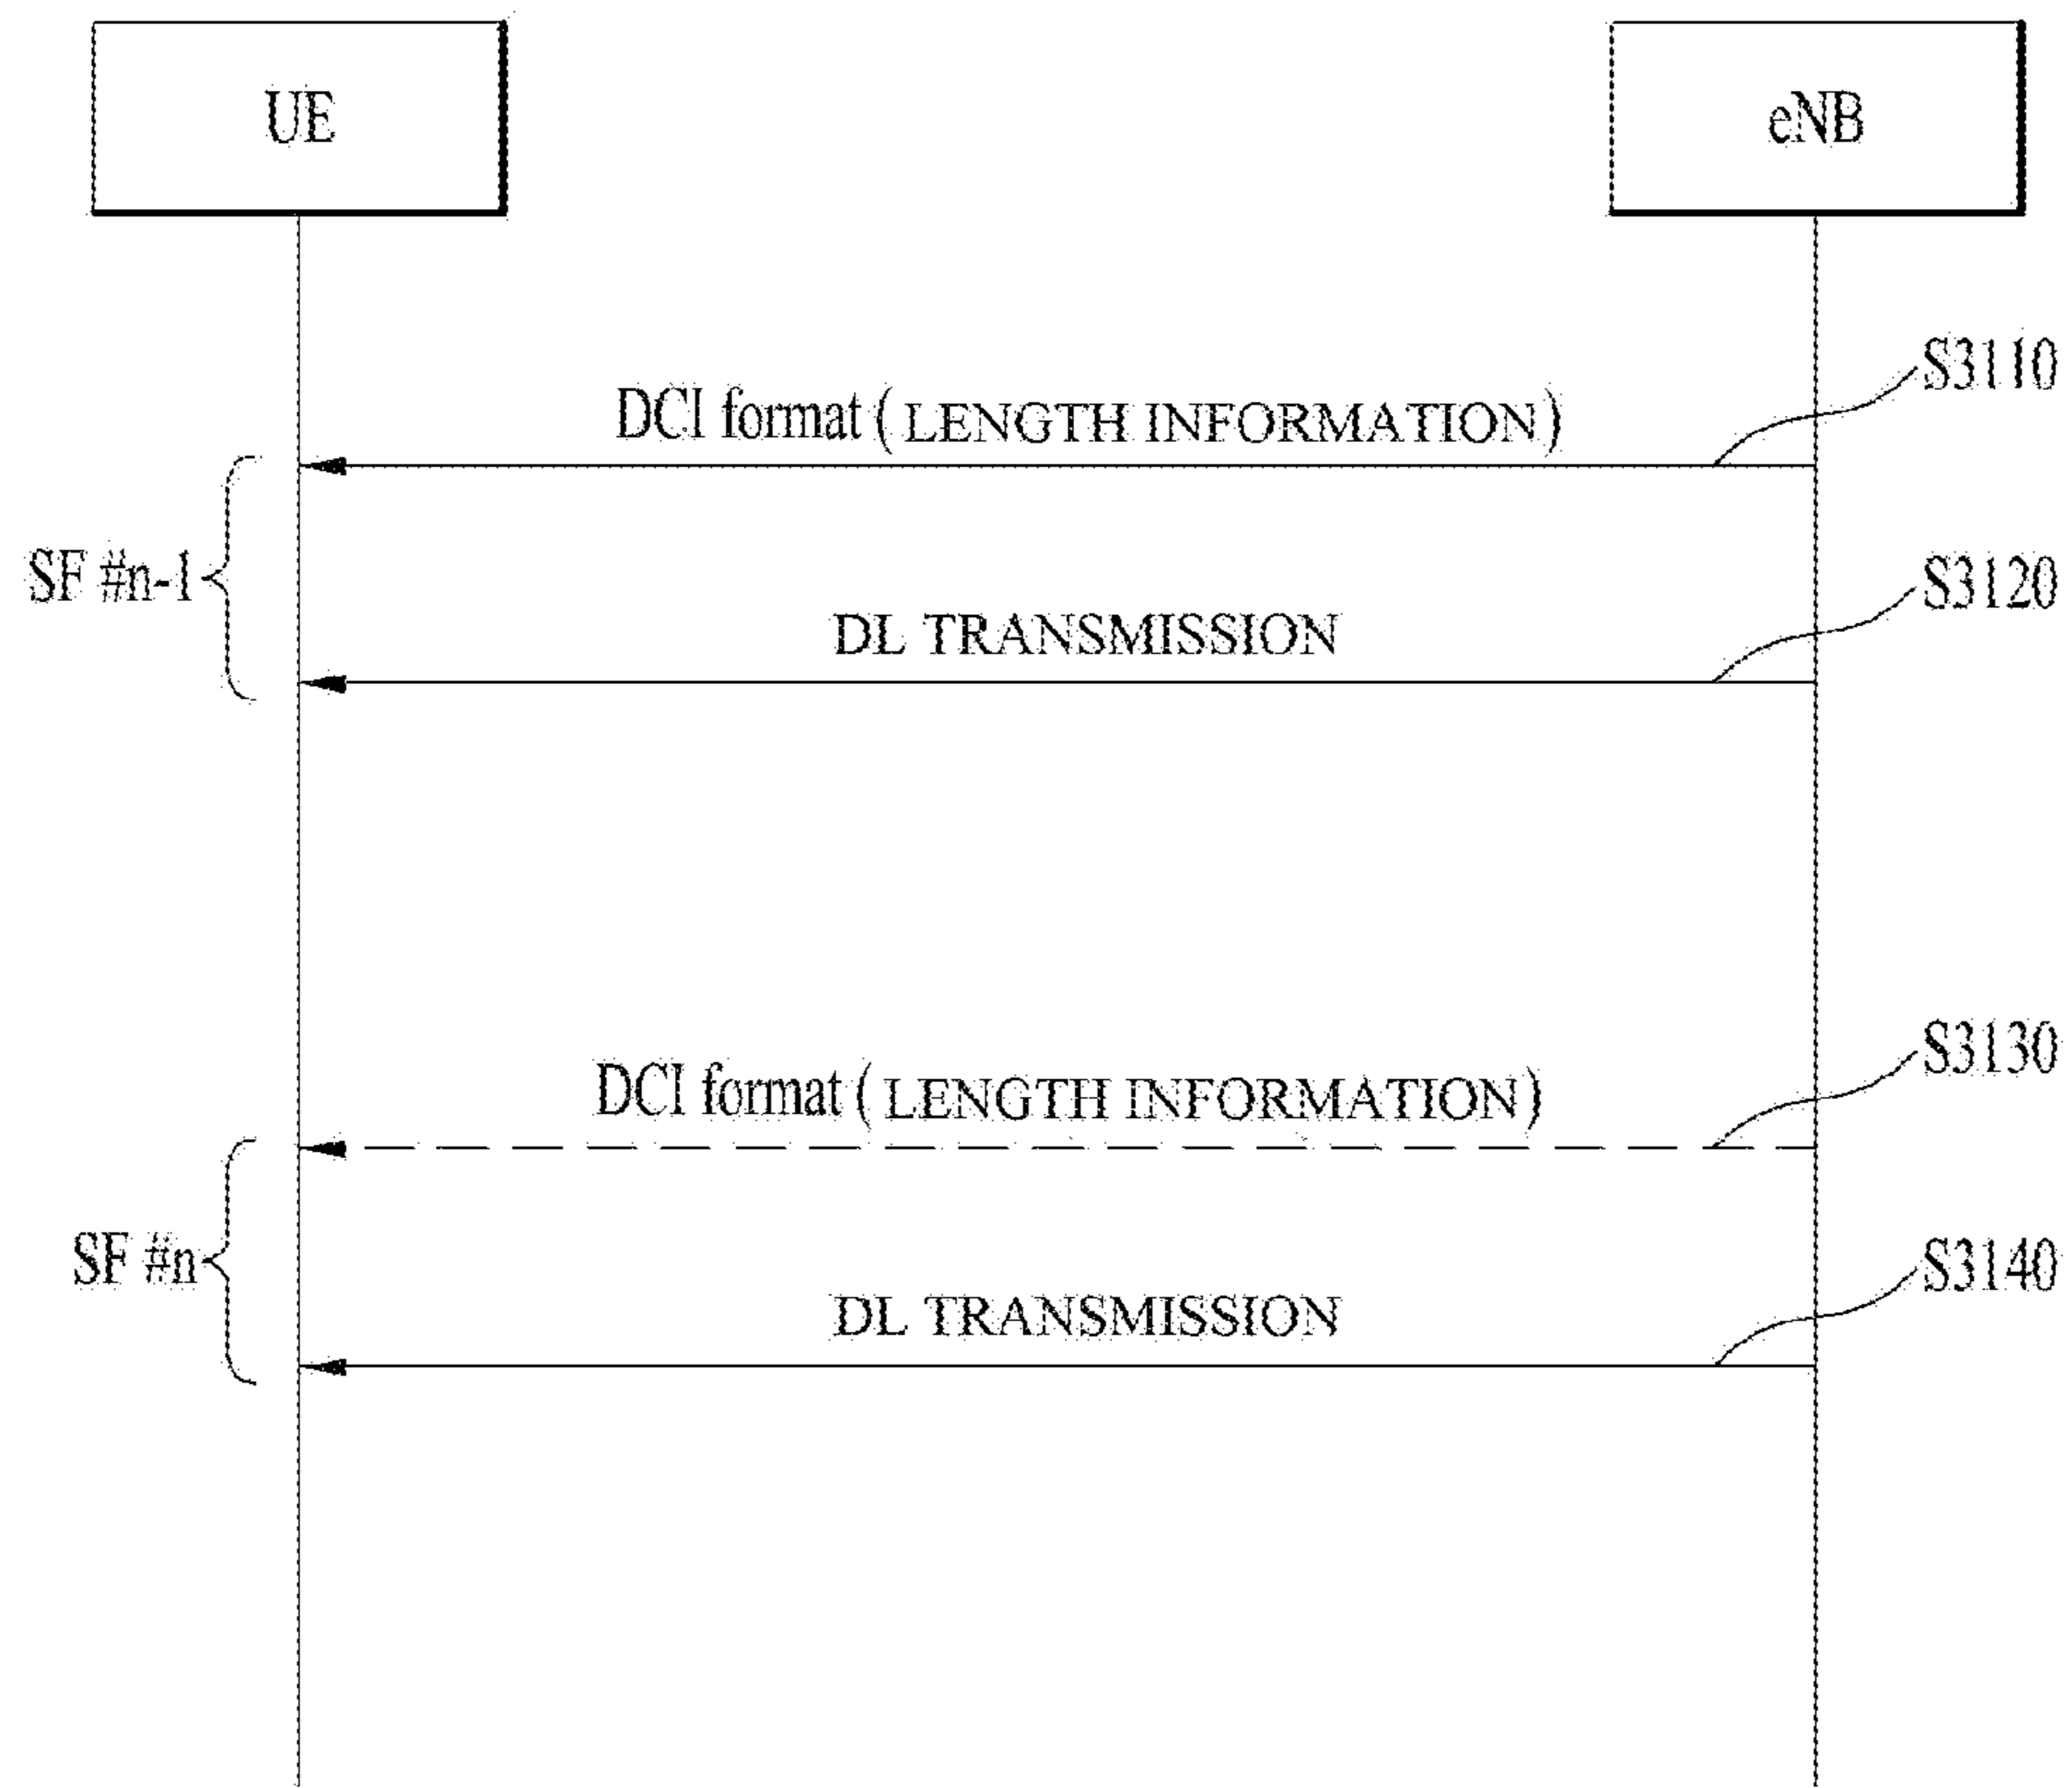 UE
eNB
S3110
DCI format ( LENGTH INFORMATION )
SF #n-1
S3120
DL TRANSMISSION
S3130
DCI format ( LENGTH INFORMATION )
SF #n
S3140
DL TRANSMISSION